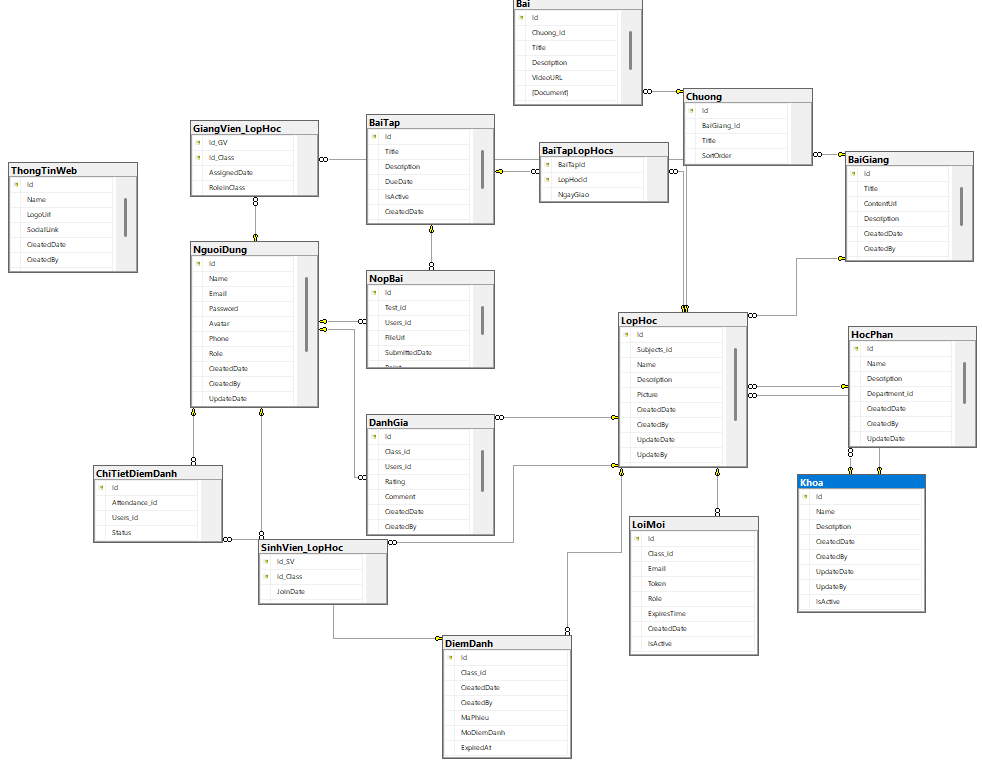 Bai
Id
Chuong_Id
Title
Description
VideoURL
[Document]
Chuong
Id
BaiGiang_Id
Title
SortOrder
GiangVien_LopHoc
Id_GV
Id_Class
AssignedDate
RoleInClass
BaiTap
Id
Title
Description
DueDate
IsActive
CreatedDate
BaiTapLopHocs
BaiTapId
LopHocId
NgayGiao
BaiGiang
Id
Title
ContentUrl
Description
CreatedDate
CreatedBy
ThongTinWeb
Id
Name
LogoUrl
SocialLink
CreatedDate
CreatedBy
NguoiDung
Id
Name
Email
Password
Avatar
Phone
Role
CreatedDate
CreatedBy
UpdateDate
NopBai
Id
Test_Id
Users_Id
FileUrl
SubmittedDate
LopHoc
Id
Subjects_Id
Name
Description
Picture
CreatedDate
CreatedBy
UpdateDate
UpdateBy
HocPhan
Id
Name
Description
Department_Id
CreatedDate
CreatedBy
UpdateDate
DanhGia
Id
Class_Id
Users_Id
Rating
Comment
CreatedDate
CreatedBy
ChiTietDiemDanh
Id
Attendance_Id
Users_Id
Status
Khoa
Id
Name
Description
CreatedDate
CreatedBy
UpdateDate
UpdateBy
IsActive
SinhVien_LopHoc
Id_SV
Id_Class
JoinDate
LoiMoi
Id
Class_Id
Email
Token
Role
ExpiresTime
CreatedDate
IsActive
DiemDanh
Id
Class_Id
CreatedDate
CreatedBy
MaPhieu
MoDiemDanh
ExpiredAt